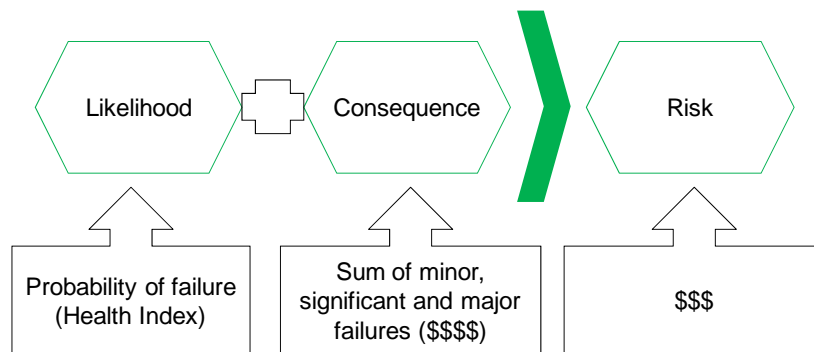 Likelihood
Consequence
Risk
Probability of failure
(Health Index)
Sum of minor,
significant and major
failures ($$$$)
$$$